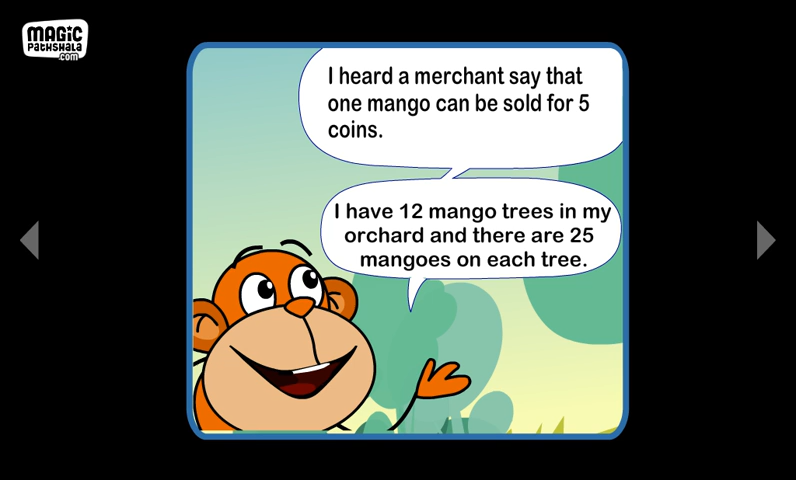 MAGiC
PATHSHALA
.com
I heard a merchant say that
one mango can be sold for 5
coins.
I have 12 mango trees in my
orchard and there are 25
mangoes on each tree.